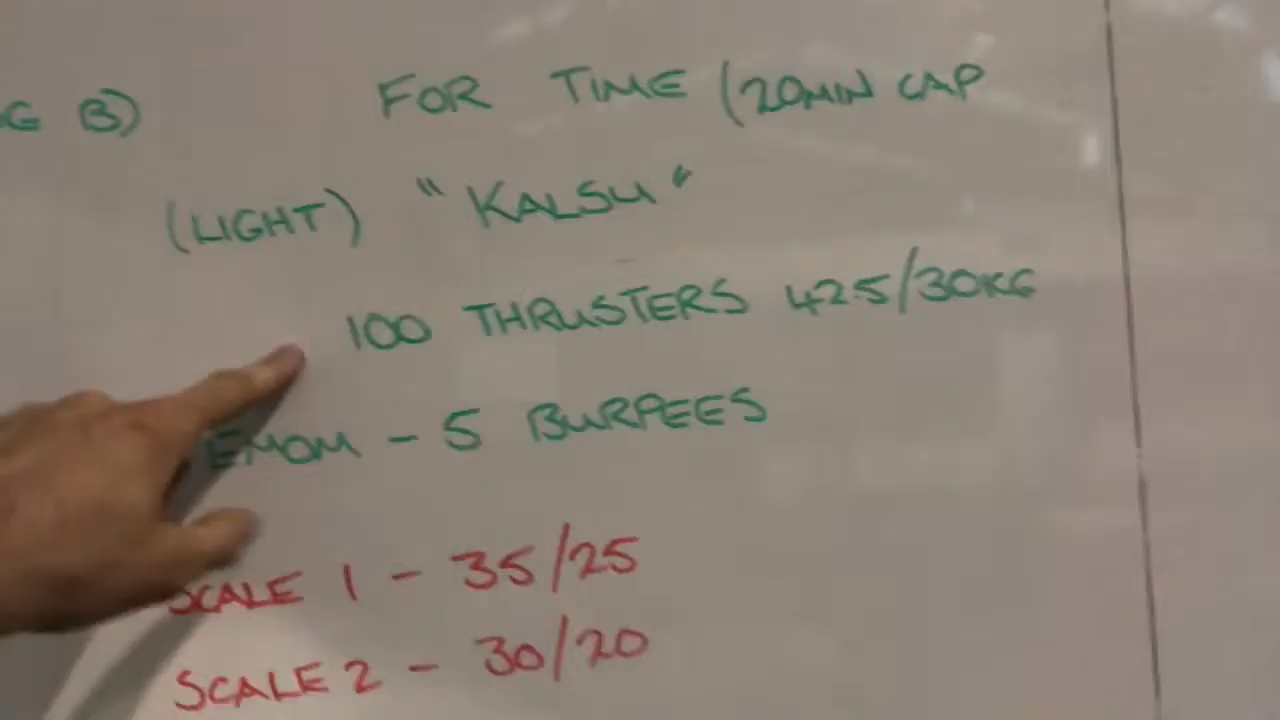 G B) FOR TIME (20MIN CAP
(LIGHT) "KALSU"
100 THRUSTERS 42.5/30KG
EMOM - 5 BURPEES
SCALE 1 - 35/25
SCALE 2 - 30/20